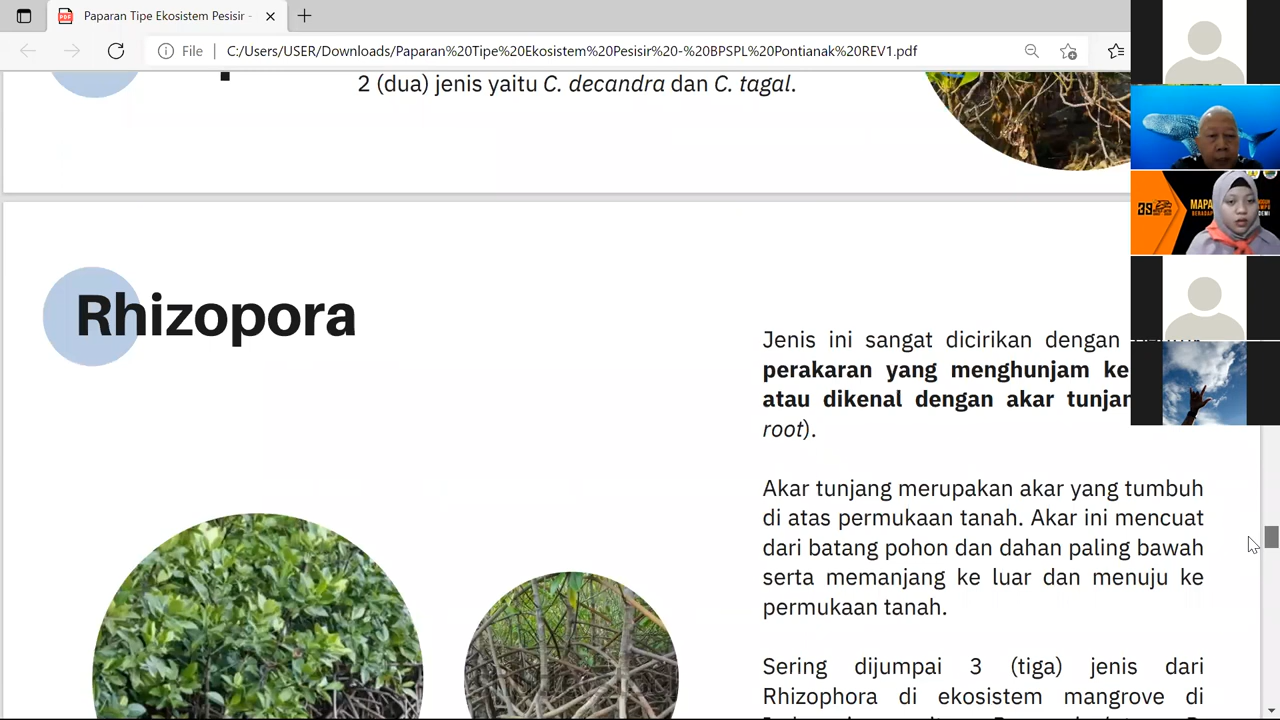 Paparan Tipe Ekosistem Pesisir -
File
C:/Users/USER/Downloads/Paparan%20Tipe%20Ekosistem%20Pesisir%20-%20BPSPL%20Pontianak%20REV1.pdf
2 (dua) jenis yaitu C. decandra dan C. tagal.
39
MAPA
Rhizopora
Jenis ini sangat dicirikan dengan
perakaran yang menghunjam ke
atau dikenal dengan akar tunjan
root).
Akar tunjang merupakan akar yang tumbuh
di atas permukaan tanah. Akar ini mencuat
dari batang pohon dan dahan paling bawah
serta memanjang ke luar dan menuju ke
permukaan tanah.
Sering dijumpai 3 (tiga) jenis dari
Rhizophora di ekosistem mangrove di